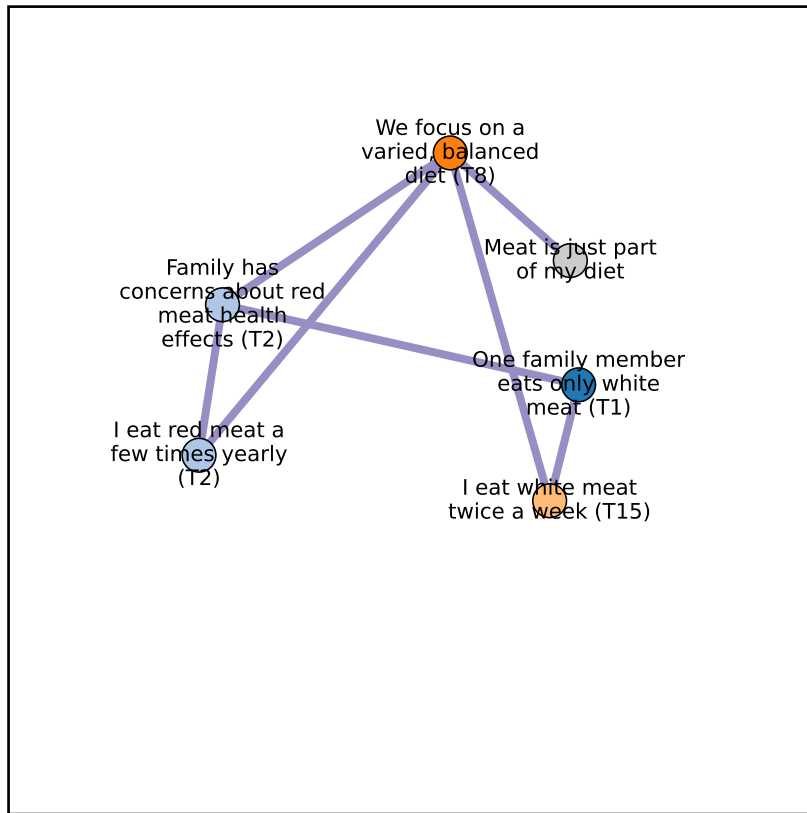 We focus on a
varied, balanced
diet (T8)
Meat is just part
of my diet
Family has
concerns about red
meat health
effects (T2)
One family member
eats only white
meat (T1)
I eat red meat a
few times yearly
(T2)
I eat white meat
twice a week (T15)